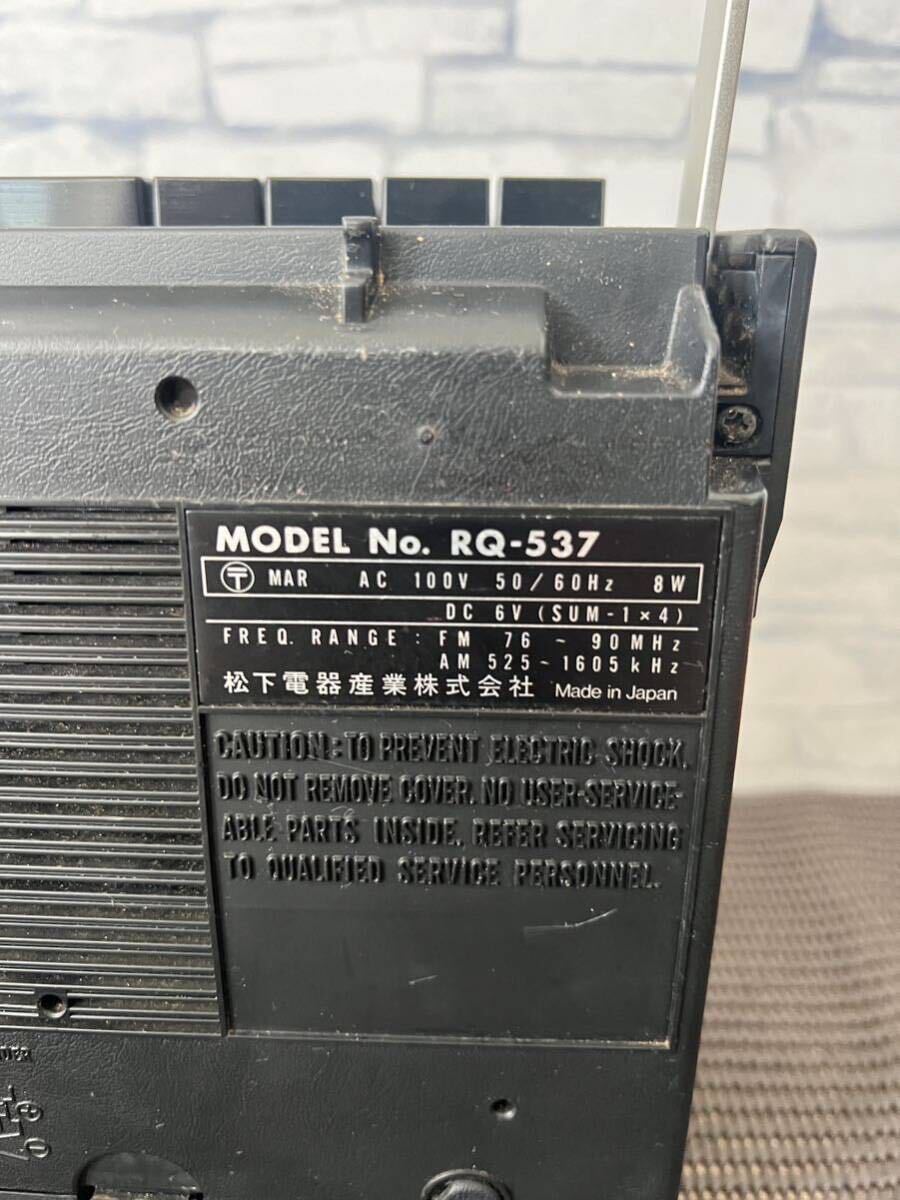 MODEL No. RQ-537
〒 MAR AC 100V 50/60Hz 8W
DC 6V (SUM-1×4)
FREQ. RANGE : FM 76 ~ 90MHz
AM 525~1605kHz
松下電器産業株式会社 Made in Japan
CAUTION: TO PREVENT ELECTRIC SHOCK,
DO NOT REMOVE COVER. NO USER-SERVICE-
ABLE PARTS INSIDE. REFER SERVICING
TO QUALIFIED SERVICE PERSONNEL.